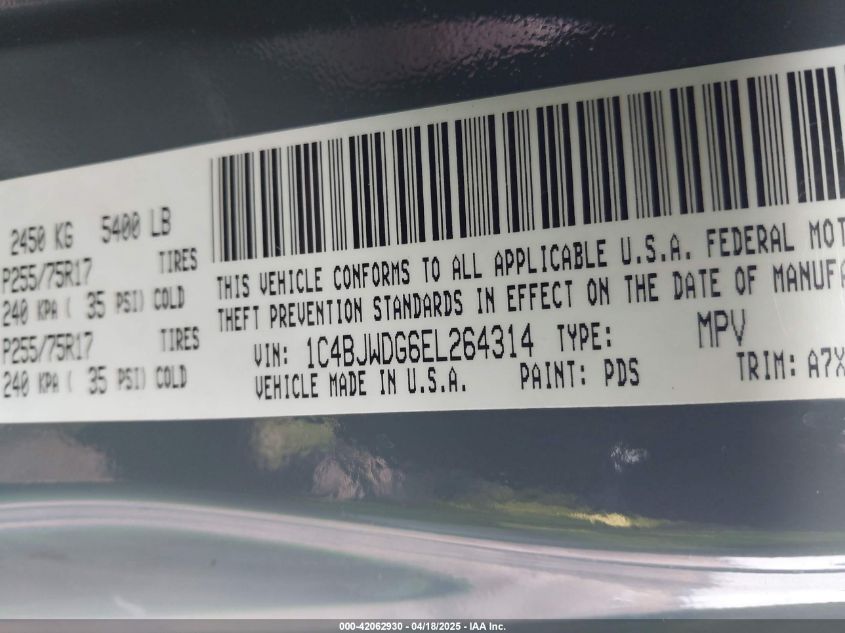 2450 KG 5400 LB
P255/75R17 TIRES
240 KPA ( 35 PSI) COLD
P255/75R17 TIRES
240 KPA ( 35 PSI) COLD
THIS VEHICLE CONFORMS TO ALL APPLICABLE U.S.A. FEDERAL MOT
THEFT PREVENTION STANDARDS IN EFFECT ON THE DATE OF MANUFA
VIN: 1C4BJWDG6EL264314 TYPE: MPV
VEHICLE MADE IN U.S.A. PAINT: PDS TRIM: A7X
000-42062930 - 04/18/2025 - IAA Inc.